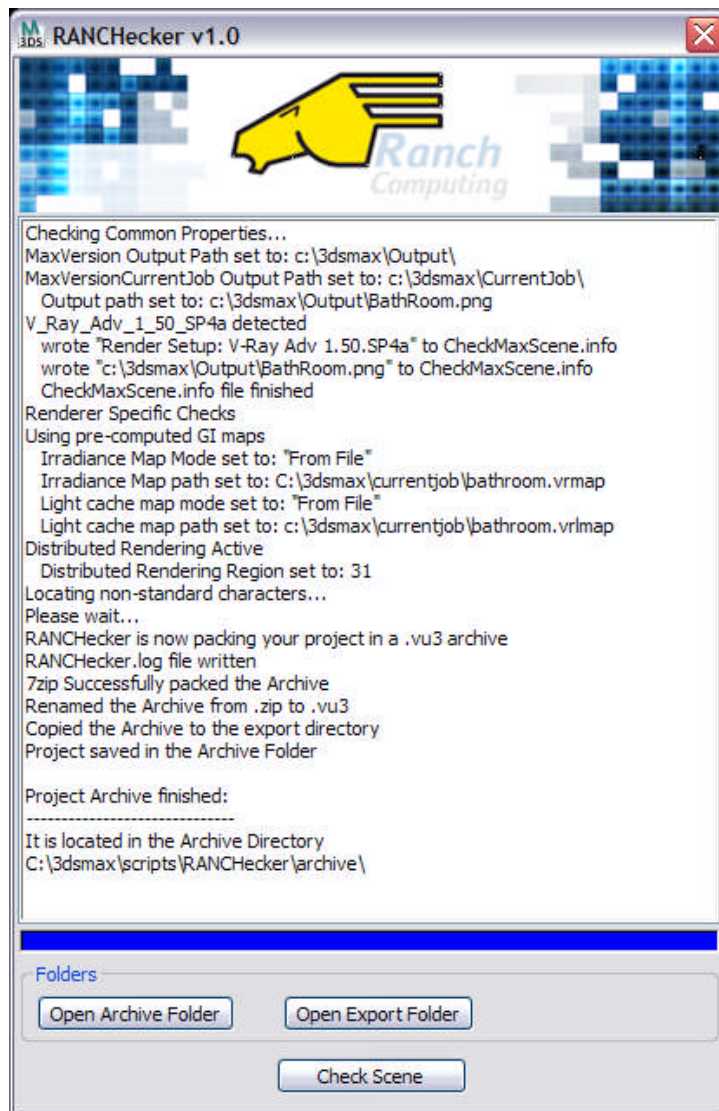 M
3DS RANCHecker v1.0
Ranch
Computing
Checking Common Properties...
MaxVersion Output Path set to: c:\3dsmax\Output\
MaxVersionCurrentJob Output Path set to: c:\3dsmax\CurrentJob\
Output path set to: c:\3dsmax\Output\BathRoom.png
V_Ray_Adv_1_50_SP4a detected
wrote "Render Setup: V-Ray Adv 1.50.SP4a" to CheckMaxScene.info
wrote "c:\3dsmax\Output\BathRoom.png" to CheckMaxScene.info
CheckMaxScene.info file finished
Renderer Specific Checks
Using pre-computed GI maps
Irradiance Map Mode set to: "From File"
Irradiance Map path set to: C:\3dsmax\currentjob\bathroom.vrmap
Light cache map mode set to: "From File"
Light cache map path set to: c:\3dsmax\currentjob\bathroom.vrlmap
Distributed Rendering Active
Distributed Rendering Region set to: 31
Locating non-standard characters...
Please wait...
RANCHecker is now packing your project in a .vu3 archive
RANCHecker.log file written
7zip Successfully packed the Archive
Renamed the Archive from .zip to .vu3
Copied the Archive to the export directory
Project saved in the Archive Folder
Project Archive finished:
------------------------------
It is located in the Archive Directory
C:\3dsmax\scripts\RANCHecker\archive\
Folders
Open Archive Folder
Open Export Folder
Check Scene